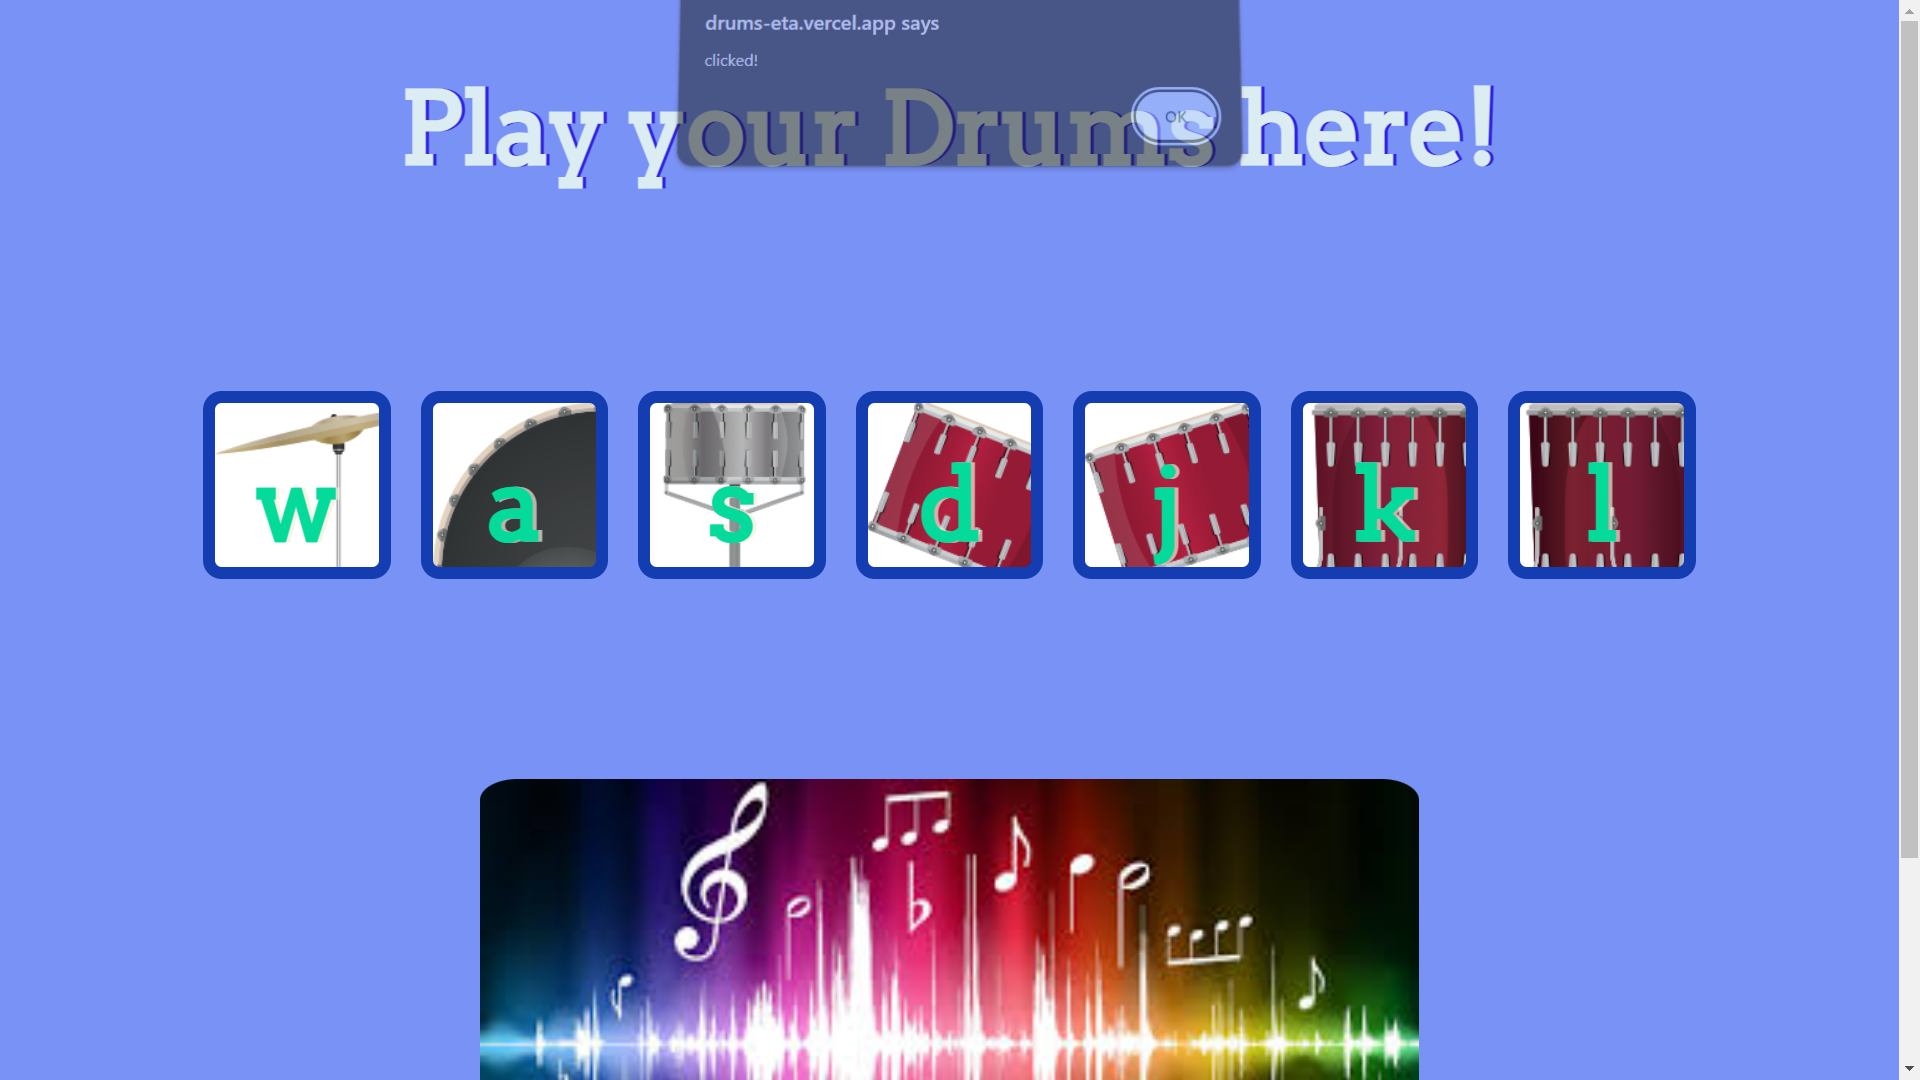 drums-eta.vercel.app says
clicked!
OK
Play your Drums here!
w a s d j k l